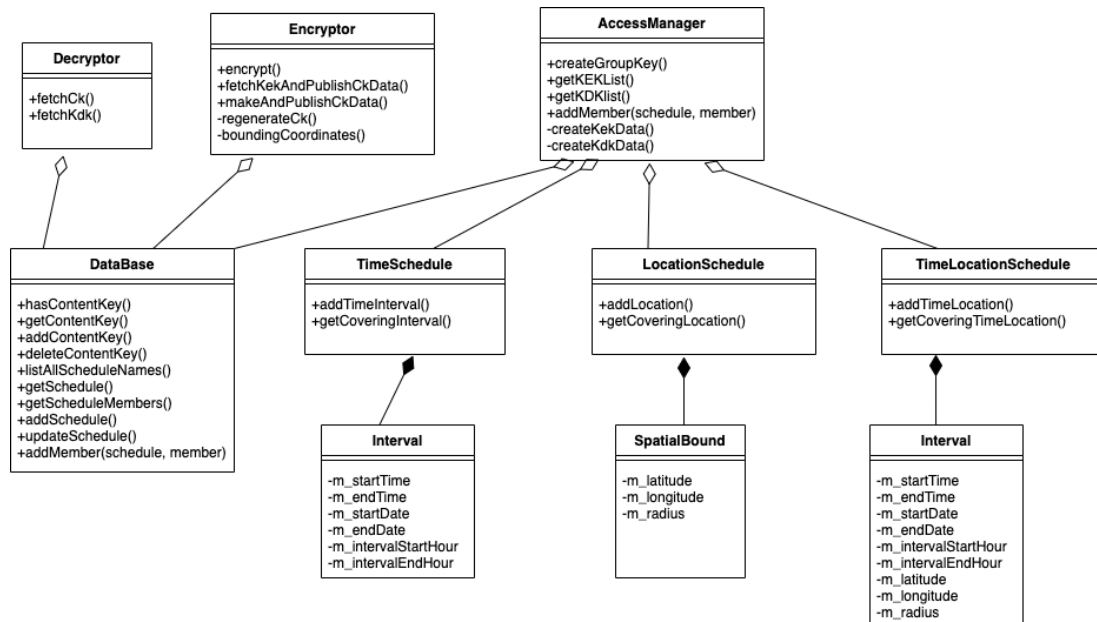 Decryptor
+fetchCk()
+fetchKdk()
Encryptor
+encrypt()
+fetchKekAndPublishCkData()
+makeAndPublishCkData()
-regenerateCk()
-boundingCoordinates()
AccessManager
+createGroupKey()
+getKEKList()
+getKDKlist()
+addMember(schedule, member)
-createKekData()
-createKdkData()
DataBase
+hasContentKey()
+getContentKey()
+addContentKey()
+deleteContentKey()
+listAllScheduleNames()
+getSchedule()
+getScheduleMembers()
+addSchedule()
+updateSchedule()
+addMember(schedule, member)
TimeSchedule
+addTimeInterval()
+getCoveringInterval()
LocationSchedule
+addLocation()
+getCoveringLocation()
TimeLocationSchedule
+addTimeLocation()
+getCoveringTimeLocation()
Interval
-m_startTime
-m_endTime
-m_startDate
-m_endDate
-m_intervalStartHour
-m_intervalEndHour
SpatialBound
-m_latitude
-m_longitude
-m_radius
Interval
-m_startTime
-m_endTime
-m_startDate
-m_endDate
-m_intervalStartHour
-m_intervalEndHour
-m_latitude
-m_longitude
-m_radius